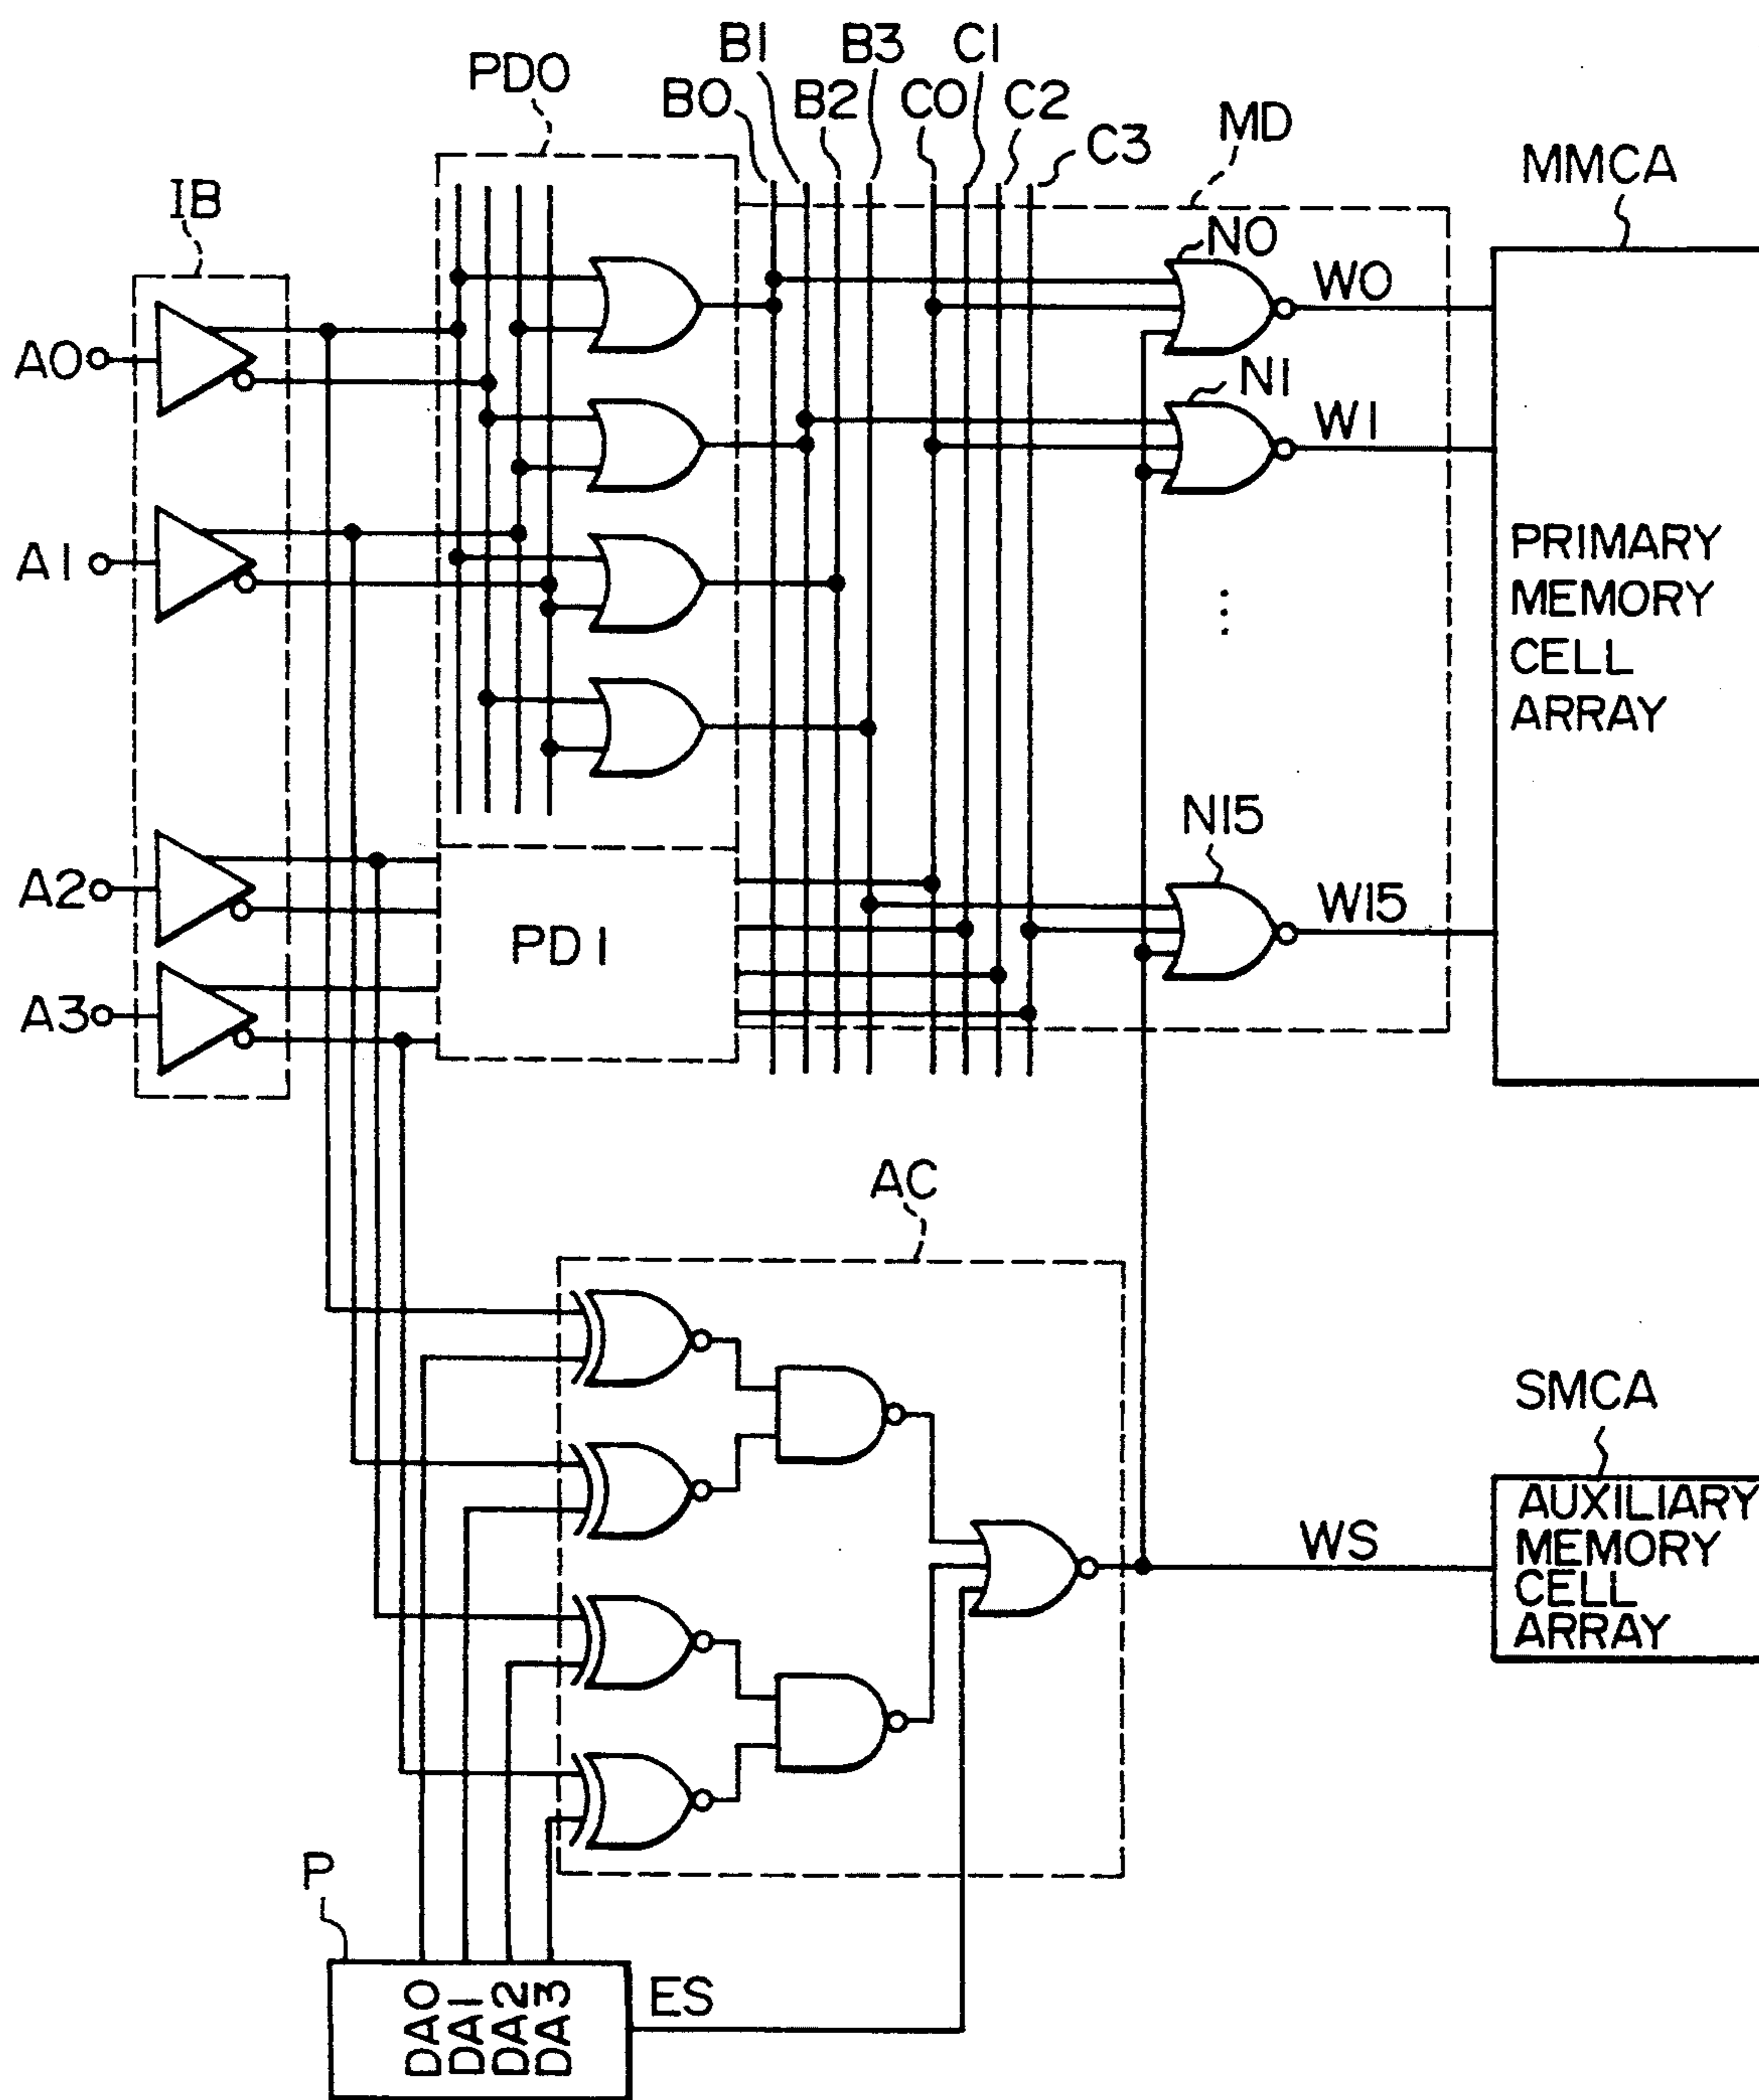 B1 B3 C1
PD0 B0 B2 C0 C2 MD
C3 MMCA
IB
N0
W0
A0
N1
W1
A1
PRIMARY
MEMORY
CELL
ARRAY
...
N15
A2
W15
PD1
A3
AC
SMCA
AUXILIARY
MEMORY
CELL
ARRAY
WS
P
DA0
DA1
DA2
DA3
ES